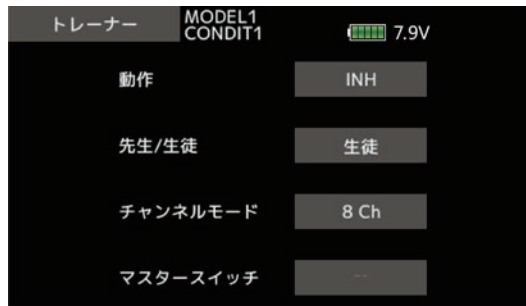 トレーナー
MODEL1
CONDIT1
7.9V
動作 INH
先生/生徒 生徒
チャンネルモード 8 Ch
マスタースイッチ --